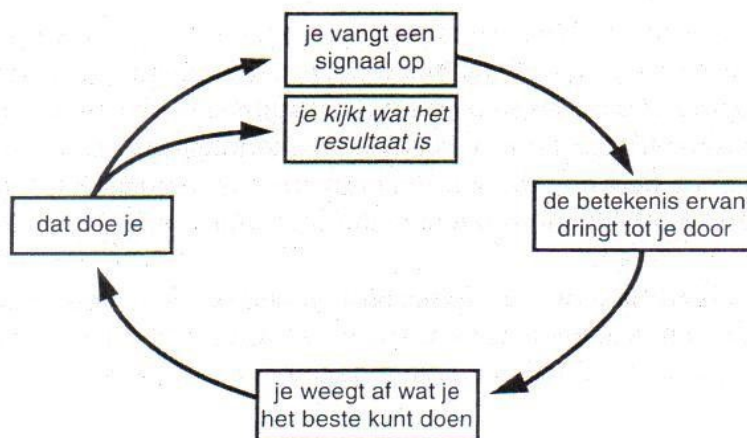 je vangt een
signaal op
je kijkt wat het
resultaat is
de betekenis ervan
dringt tot je door
je weegt af wat je
het beste kunt doen
dat doe je